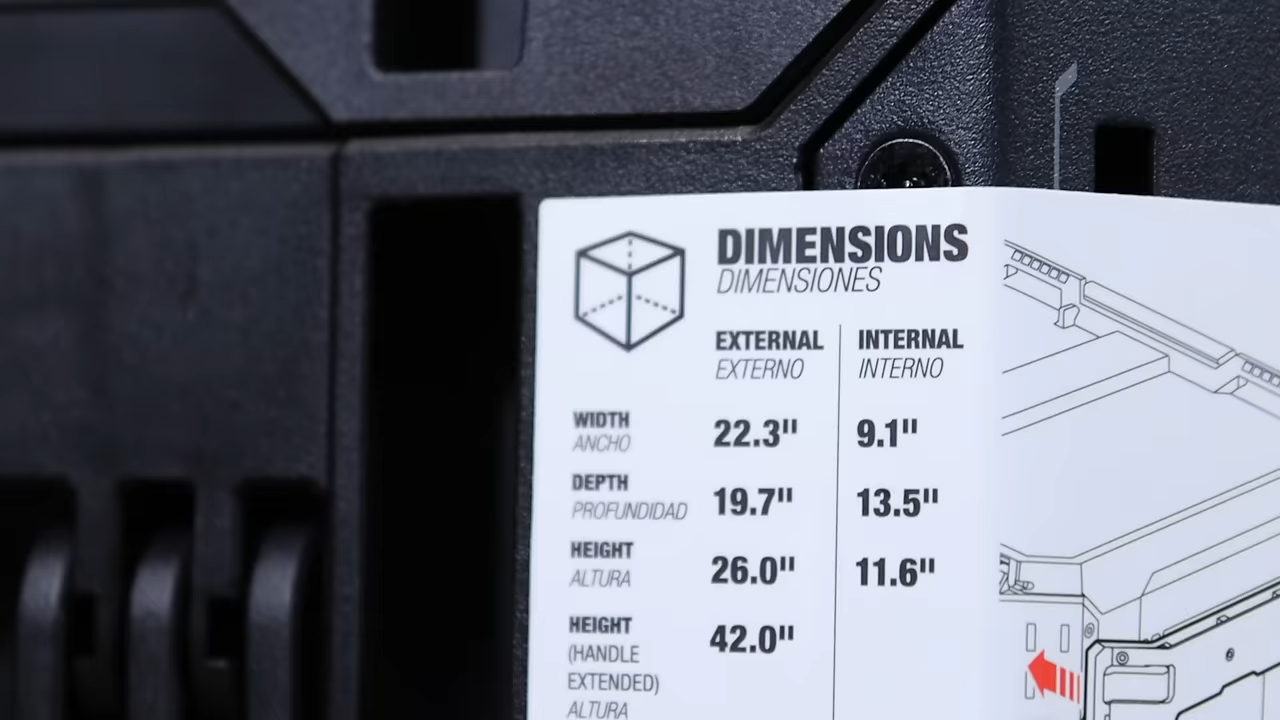 DIMENSIONS
DIMENSIONES
EXTERNAL INTERNAL
EXTERNO INTERNO
WIDTH 22.3" 9.1"
ANCHO
DEPTH 19.7" 13.5"
PROFUNDIDAD
HEIGHT 26.0" 11.6"
ALTURA
HEIGHT 42.0"
(HANDLE
EXTENDED)
ALTURA